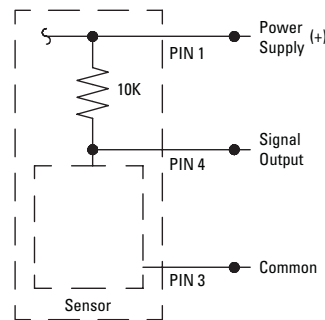 Power
Supply (+)
PIN 1
10K
Signal
Output
PIN 4
Common
PIN 3
Sensor